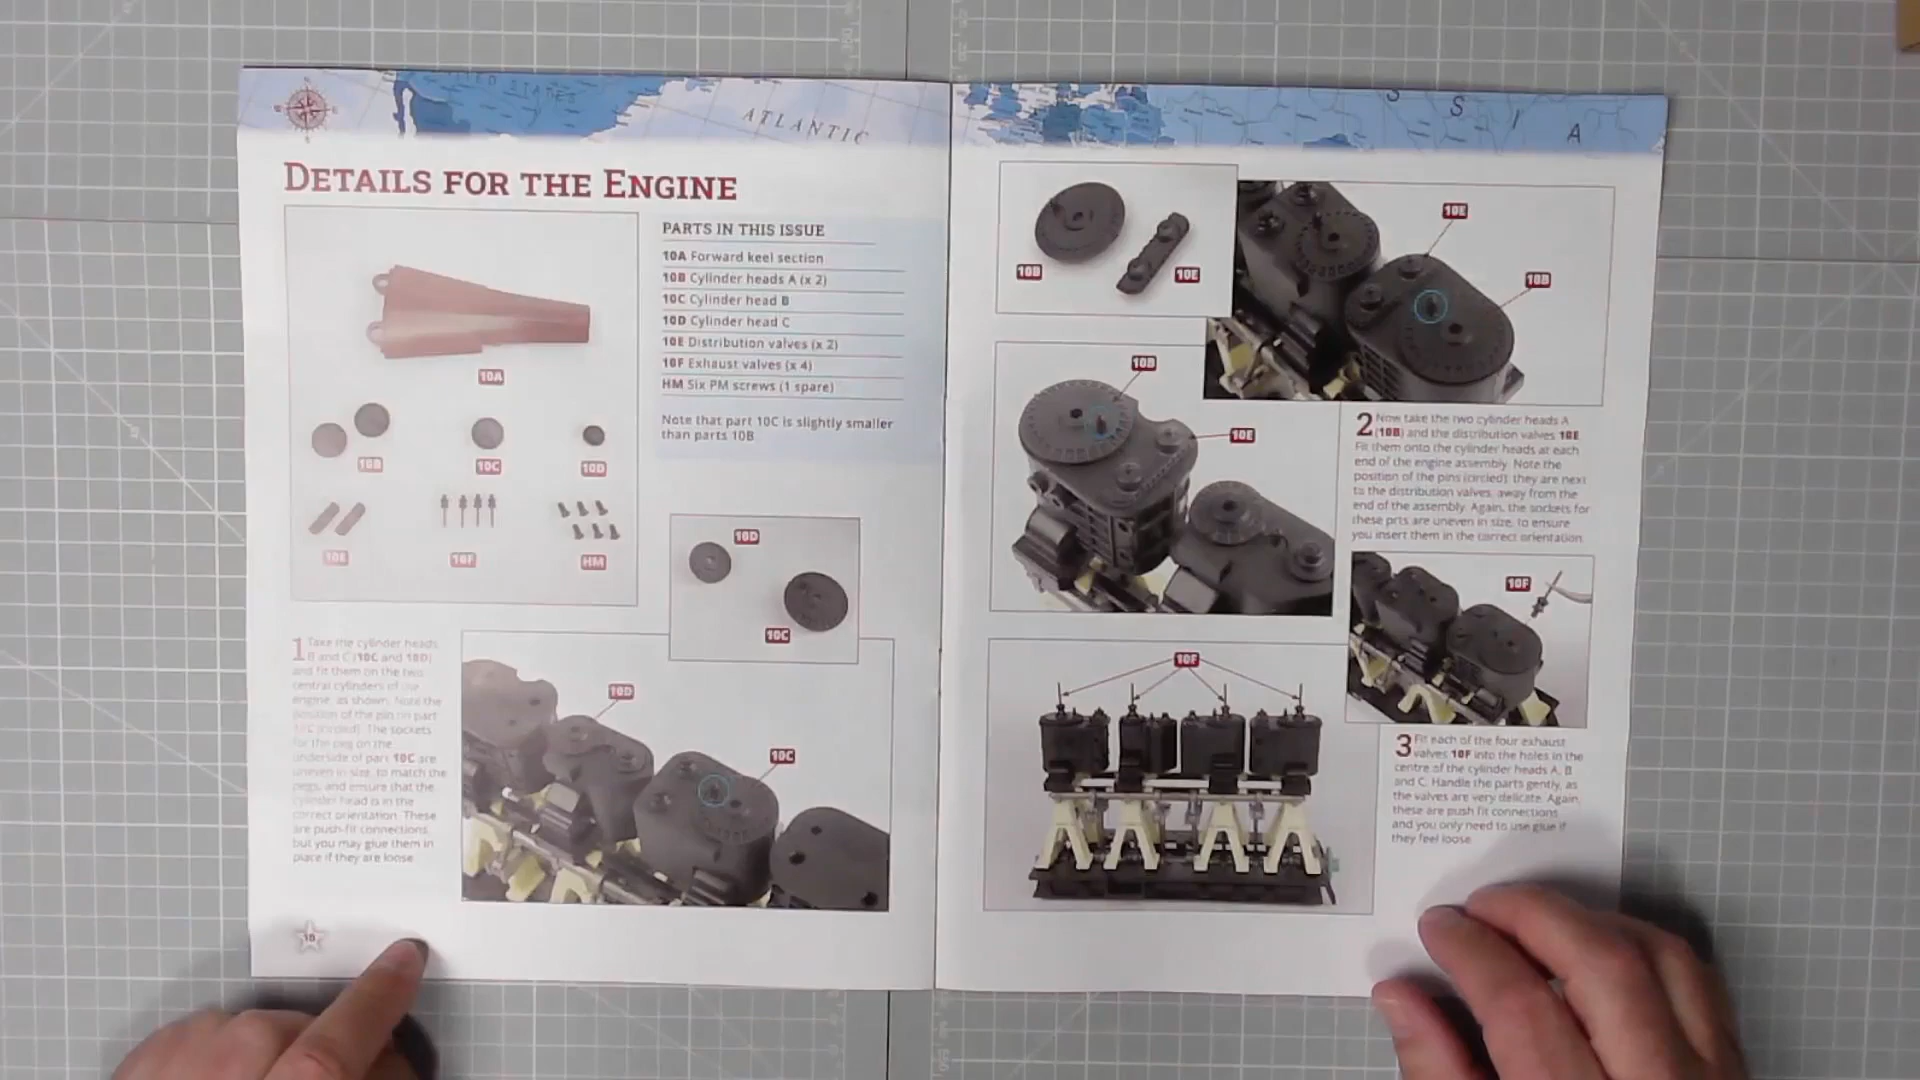 UNITED STATES
ATLANTIC
DETAILS FOR THE ENGINE
10A
10B
10C
10D
10E
10F
HM
PARTS IN THIS ISSUE
10A Forward keel section
10B Cylinder heads A (x 2)
10C Cylinder head B
10D Cylinder head C
10E Distribution valves (x 2)
10F Exhaust valves (x 4)
HM Six PM screws (1 spare)
Note that part 10C is slightly smaller
than parts 10B
10D
10C
1 Take the cylinder heads
B and C (10C and 10D)
and fit them on the two
central cylinders of the
engine, as shown. Note the
position of the pin on part
10C (circled). The sockets
for the peg on the
underside of part 10C are
uneven in size, to match the
pegs, and ensure that the
cylinder head is in the
correct orientation. These
are push-fit connections,
but you may glue them in
place if they are loose
10D
10C
10
S S I A
10B
10E
10E
10B
10B
10E
2 Now take the two cylinder heads A
(10B) and the distribution valves 10E
Fit them onto the cylinder heads at each
end of the engine assembly. Note the
position of the pins (circled): they are next
to the distribution valves, away from the
end of the assembly. Again, the sockets for
these prts are uneven in size, to ensure
you insert them in the correct orientation.
10F
10F
3 Fit each of the four exhaust
valves 10F into the holes in the
centre of the cylinder heads A, B
and C. Handle the parts gently, as
the valves are very delicate. Again,
these are push fit connections
and you only need to use glue if
they feel loose